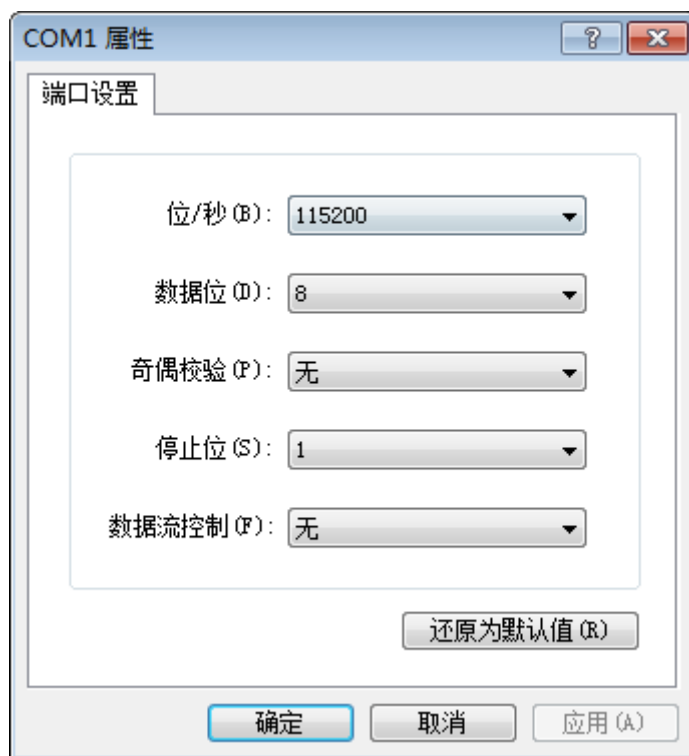 COM1 属性
端口设置
位/秒(B): 115200
数据位(D): 8
奇偶校验(P): 无
停止位(S): 1
数据流控制(F): 无
还原为默认值(R)
确定 取消 应用(A)